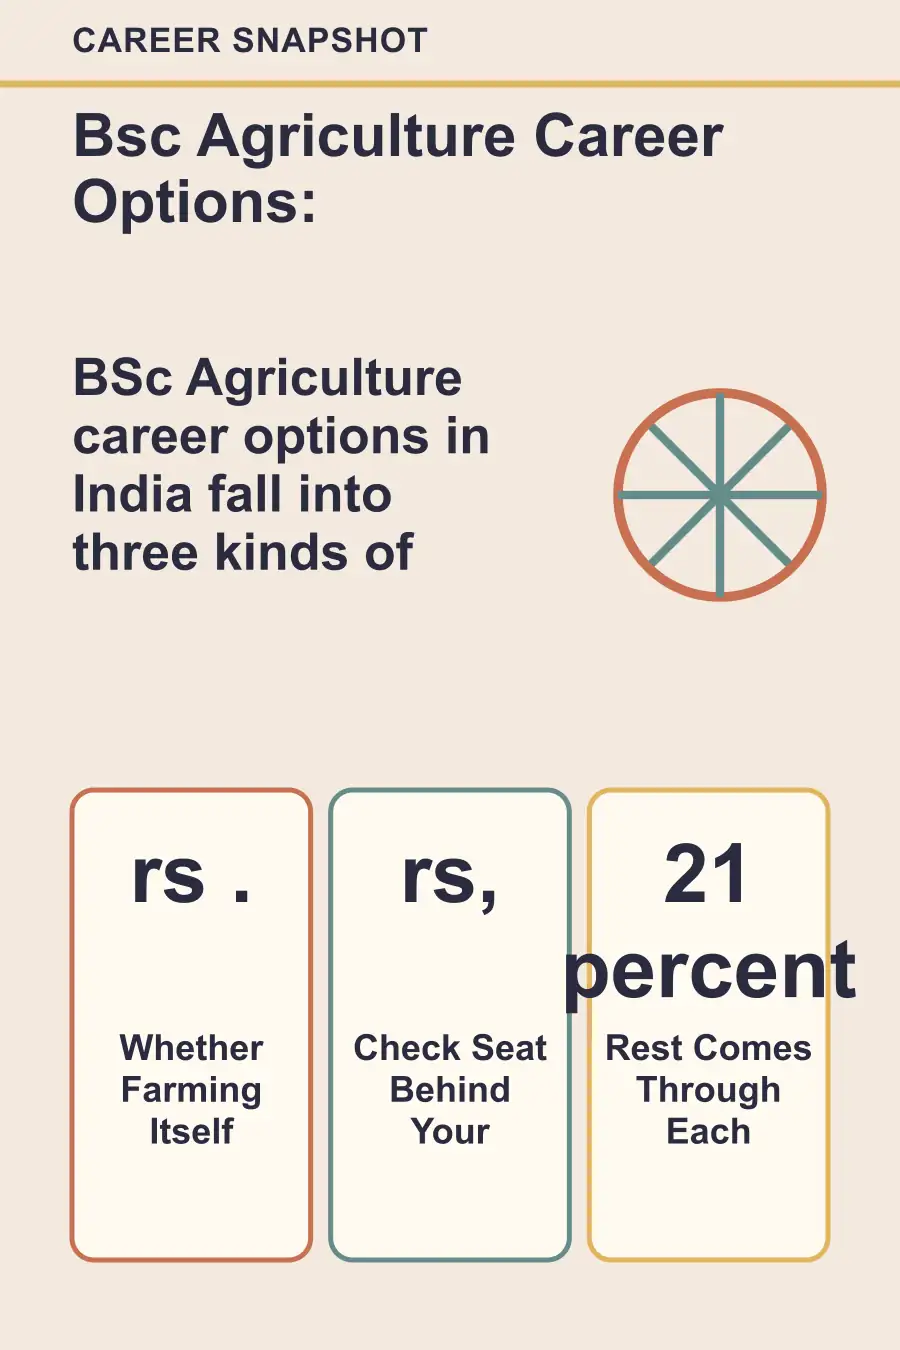 CAREER SNAPSHOT
Bsc Agriculture Career
Options:
BSc Agriculture
career options in
India fall into
three kinds of
rs .
Whether
Farming
Itself
rs,
Check Seat
Behind
Your
21
percent
Rest Comes
Through
Each